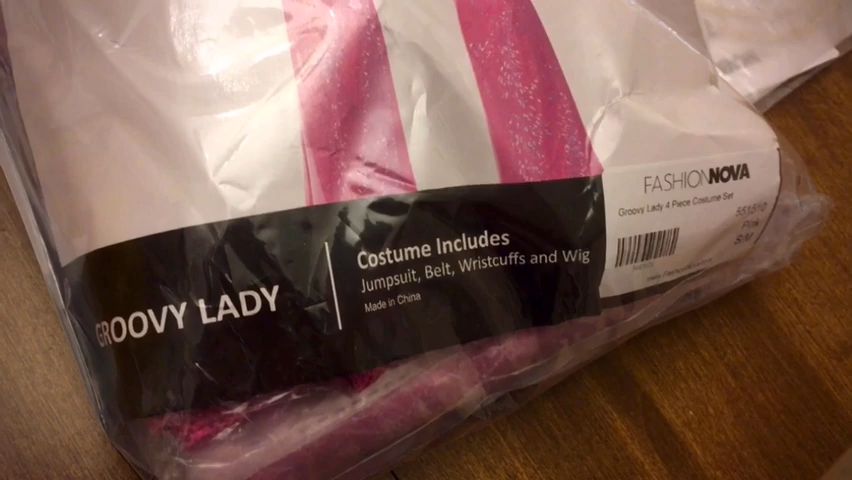 GROOVY LADY
Costume Includes
Jumpsuit, Belt, Wristcuffs and Wig
Made in China
FASHIONNOVA
Groovy Lady 4 Piece Costume Set
Pink
S/M